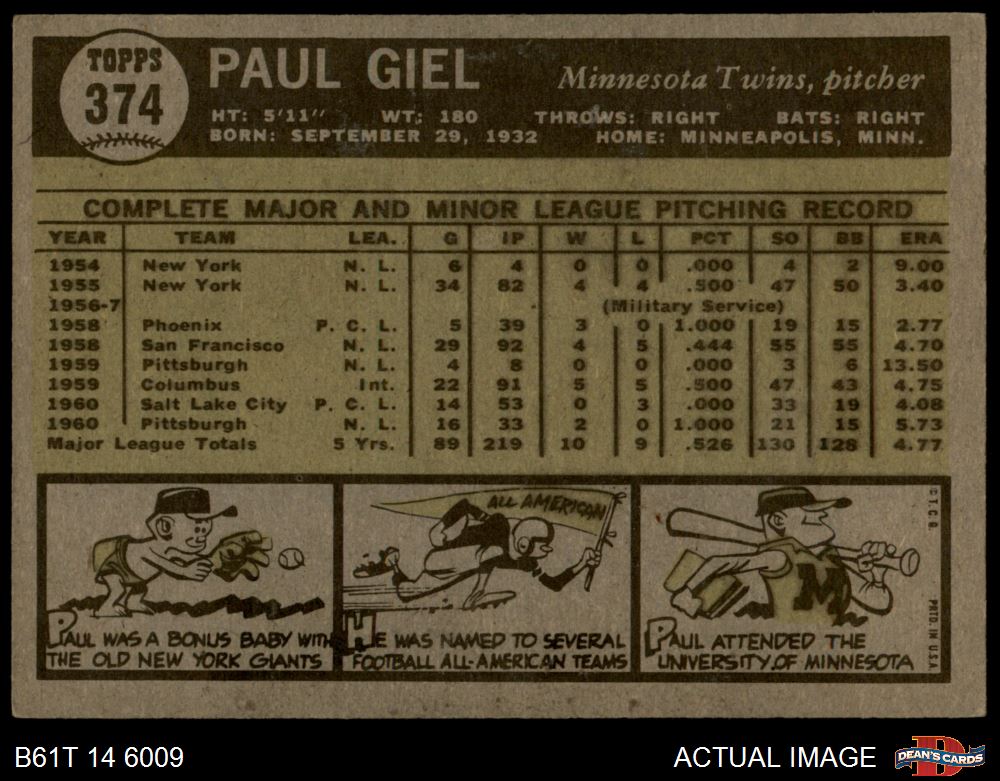 TOPPS
374
PAUL GIEL
Minnesota Twins, pitcher
HT: 5'11" WT: 180 THROWS: RIGHT BATS: RIGHT
BORN: SEPTEMBER 29, 1932 HOME: MINNEAPOLIS, MINN.
COMPLETE MAJOR AND MINOR LEAGUE PITCHING RECORD
YEAR TEAM LEA. G IP W L PCT SO BB ERA
1954 New York N. L. 6 4 0 0 .000 4 2 9.00
1955 New York N. L. 34 82 4 4 .500 47 50 3.40
1956-7 (Military Service)
1958 Phoenix P. C. L. 5 39 3 0 1.000 19 15 2.77
1958 San Francisco N. L. 29 92 4 5 .444 55 55 4.70
1959 Pittsburgh N. L. 4 8 0 0 .000 3 6 13.50
1959 Columbus Int. 22 91 5 5 .500 47 43 4.75
1960 Salt Lake City P. C. L. 14 53 0 3 .000 33 19 4.08
1960 Pittsburgh N. L. 16 33 2 0 1.000 21 15 5.73
Major League Totals 5 Yrs. 89 219 10 9 .526 130 128 4.77
PAUL WAS A BONUS BABY WITH
THE OLD NEW YORK GIANTS
ALL AMERICAN
HE WAS NAMED TO SEVERAL
FOOTBALL ALL-AMERICAN TEAMS
M
PAUL ATTENDED THE
UNIVERSITY OF MINNESOTA
© T.C.G.
PRTD. IN U.S.A.
B61T 14 6009
ACTUAL IMAGE
D
DEAN'S CARDS